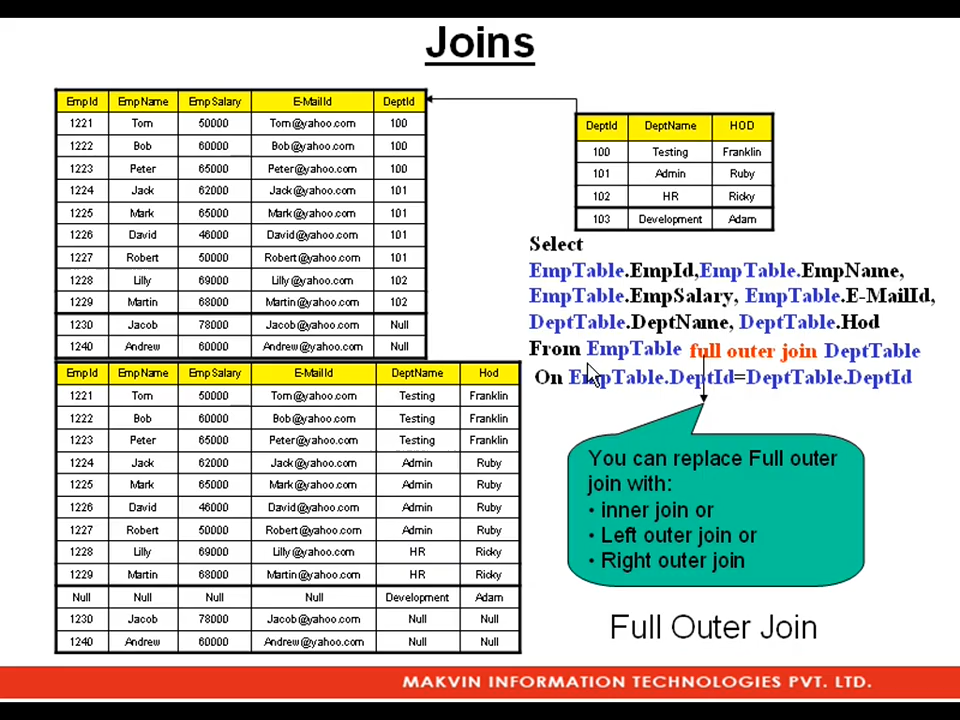 Joins
EmpId EmpName EmpSalary E-MailId DeptId
1221 Tom 50000 Tom@yahoo.com 100
1222 Bob 60000 Bob@yahoo.com 100
1223 Peter 65000 Peter@yahoo.com 100
1224 Jack 62000 Jack@yahoo.com 101
1225 Mark 65000 Mark@yahoo.com 101
1226 David 46000 David@yahoo.com 101
1227 Robert 50000 Robert@yahoo.com 101
1228 Lilly 69000 Lilly@yahoo.com 102
1229 Martin 68000 Martin@yahoo.com 102
1230 Jacob 78000 Jacob@yahoo.com Null
1240 Andrew 60000 Andrew@yahoo.com Null
DeptId DeptName HOD
100 Testing Franklin
101 Admin Ruby
102 HR Ricky
103 Development Adam
Select
EmpTable.EmpId,EmpTable.EmpName,
EmpTable.EmpSalary, EmpTable.E-MailId,
DeptTable.DeptName, DeptTable.Hod
From EmpTable full outer join DeptTable
On EmpTable.DeptId=DeptTable.DeptId
EmpId EmpName EmpSalary E-MailId DeptName Hod
1221 Tom 50000 Tom@yahoo.com Testing Franklin
1222 Bob 60000 Bob@yahoo.com Testing Franklin
1223 Peter 65000 Peter@yahoo.com Testing Franklin
1224 Jack 62000 Jack@yahoo.com Admin Ruby
1225 Mark 65000 Mark@yahoo.com Admin Ruby
1226 David 46000 David@yahoo.com Admin Ruby
1227 Robert 50000 Robert@yahoo.com Admin Ruby
1228 Lilly 69000 Lilly@yahoo.com HR Ricky
1229 Martin 68000 Martin@yahoo.com HR Ricky
Null Null Null Null Development Adam
1230 Jacob 78000 Jacob@yahoo.com Null Null
1240 Andrew 60000 Andrew@yahoo.com Null Null
You can replace Full outer
join with:
• inner join or
• Left outer join or
• Right outer join
Full Outer Join
MAKVIN INFORMATION TECHNOLOGIES PVT. LTD.